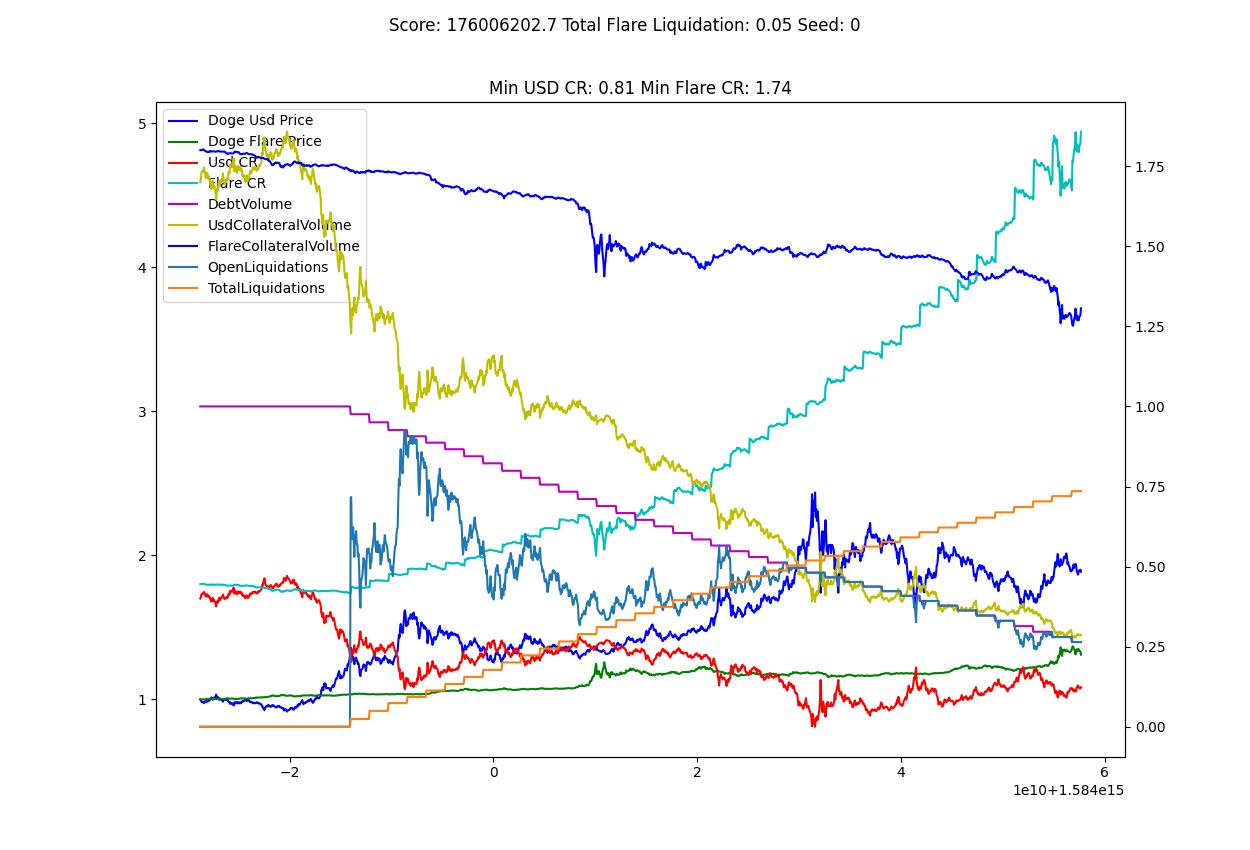 Score: 176006202.7 Total Flare Liquidation: 0.05 Seed: 0
Min USD CR: 0.81 Min Flare CR: 1.74
Doge Usd Price
Doge Flare Price
Usd CR
Flare CR
DebtVolume
UsdCollateralVolume
FlareCollateralVolume
OpenLiquidations
TotalLiquidations
5
4
3
2
1
1.75
1.50
1.25
1.00
0.75
0.50
0.25
0.00
−2
0
2
4
6
1e10+1.584e15